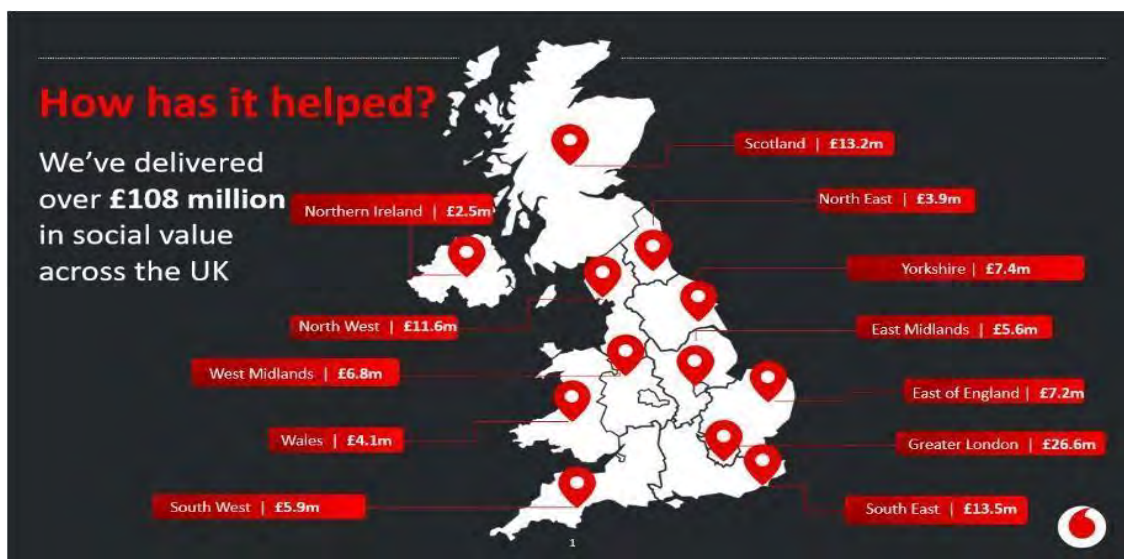 How has it helped?
We’ve delivered
over £108 million
in social value
across the UK
Scotland | £13.2m
North East | £3.9m
Northern Ireland | £2.5m
Yorkshire | £7.4m
North West | £11.6m
East Midlands | £5.6m
West Midlands | £6.8m
East of England | £7.2m
Wales | £4.1m
Greater London | £26.6m
South West | £5.9m
South East | £13.5m
1